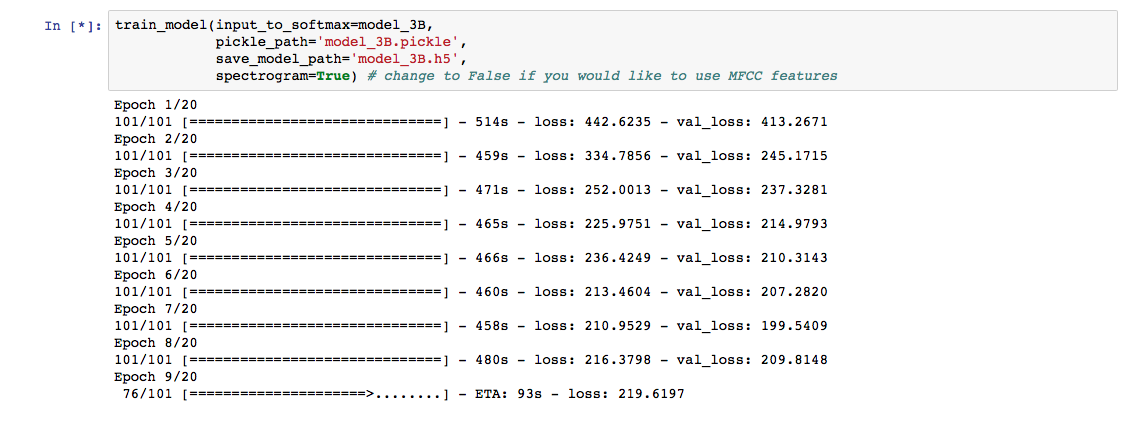 In [*]: train_model(input_to_softmax=model_3B,
            pickle_path='model_3B.pickle',
            save_model_path='model_3B.h5',
            spectrogram=True) # change to False if you would like to use MFCC features
Epoch 1/20
101/101 [==============================] - 514s - loss: 442.6235 - val_loss: 413.2671
Epoch 2/20
101/101 [==============================] - 459s - loss: 334.7856 - val_loss: 245.1715
Epoch 3/20
101/101 [==============================] - 471s - loss: 252.0013 - val_loss: 237.3281
Epoch 4/20
101/101 [==============================] - 465s - loss: 225.9751 - val_loss: 214.9793
Epoch 5/20
101/101 [==============================] - 466s - loss: 236.4249 - val_loss: 210.3143
Epoch 6/20
101/101 [==============================] - 460s - loss: 213.4604 - val_loss: 207.2820
Epoch 7/20
101/101 [==============================] - 458s - loss: 210.9529 - val_loss: 199.5409
Epoch 8/20
101/101 [==============================] - 480s - loss: 216.3798 - val_loss: 209.8148
Epoch 9/20
 76/101 [=====================>........] - ETA: 93s - loss: 219.6197